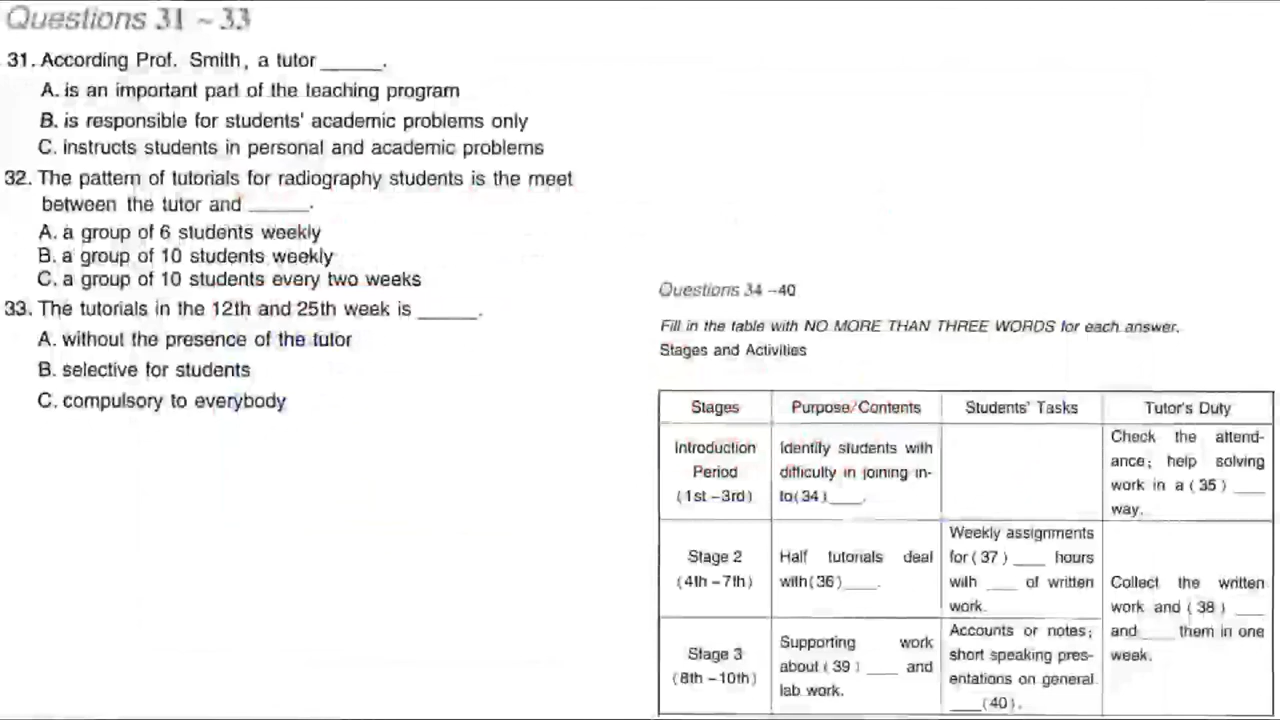 Questions 31 ~ 33
31. According Prof. Smith, a tutor ______.
A. is an important part of the teaching program
B. is responsible for students' academic problems only
C. instructs students in personal and academic problems
32. The pattern of tutorials for radiography students is the meet
between the tutor and ______.
A. a group of 6 students weekly
B. a group of 10 students weekly
C. a group of 10 students every two weeks
33. The tutorials in the 12th and 25th week is ______.
A. without the presence of the tutor
B. selective for students
C. compulsory to everybody
Questions 34 –40
Fill in the table with NO MORE THAN THREE WORDS for each answer.
Stages and Activities
Stages
Purpose/Contents
Students' Tasks
Tutor's Duty
Introduction
Period
(1st –3rd)
Identify students with
difficulty in joining in-
to(34)____.
Check the attend-
ance; help solving
work in a (35) ____
way.
Stage 2
(4th –7th)
Half tutorials deal
with(36)____.
Weekly assignments
for (37) ____ hours
with ____ of written
work.
Collect the written
work and (38) ____
and ____ them in one
week.
Stage 3
(8th –10th)
Supporting work
about (39) ____ and
lab work.
Accounts or notes;
short speaking pres-
entations on general
____(40).